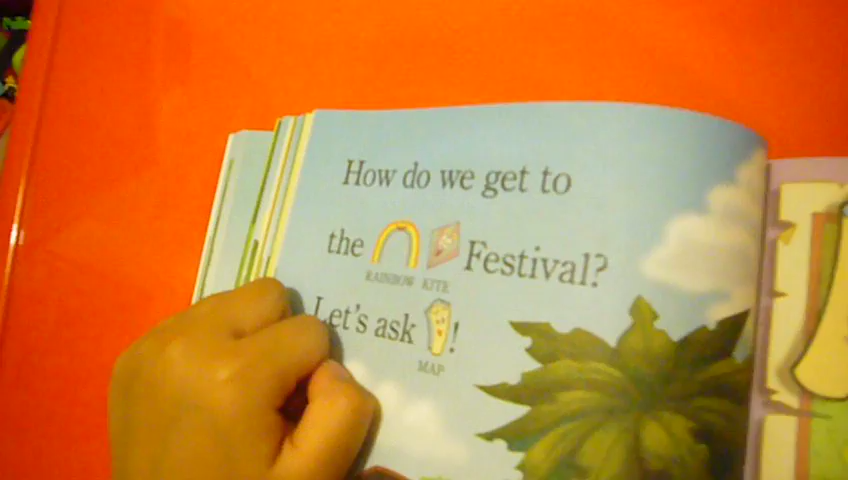 How do we get to
the Festival?
RAINBOW KITE
Let's ask !
MAP